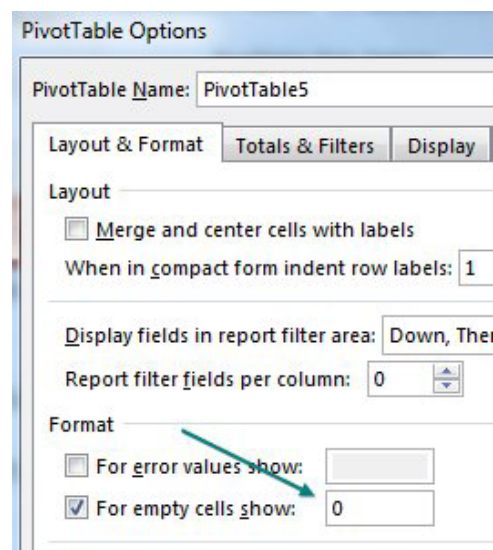 PivotTable Options
PivotTable Name: PivotTable5
Layout & Format Totals & Filters Display
Layout
Merge and center cells with labels
When in compact form indent row labels: 1
Display fields in report filter area: Down, Then
Report filter fields per column: 0
Format
For error values show:
For empty cells show: 0